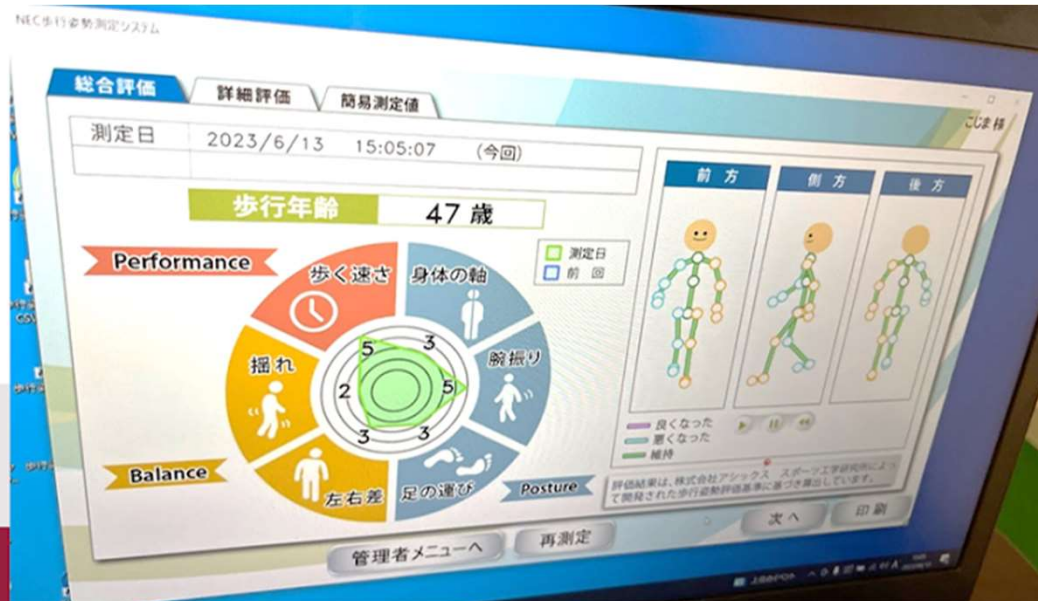 NEC歩行姿勢測定システム
こじま 様
総合評価
詳細評価
簡易測定値
測定日 2023/6/13 15:05:07 (今回)
歩行年齢 47 歳
測定日
前 回
Performance
歩く速さ
身体の軸
腕振り
足の運び
左右差
揺れ
5
3
5
3
3
2
Balance
Posture
前 方
側 方
後 方
良くなった
悪くなった
維持
評価結果は、株式会社アシックス スポーツ工学研究所によっ
て開発された歩行姿勢評価基準に基づき算出しています。
管理者メニューへ
再測定
次 へ
印 刷